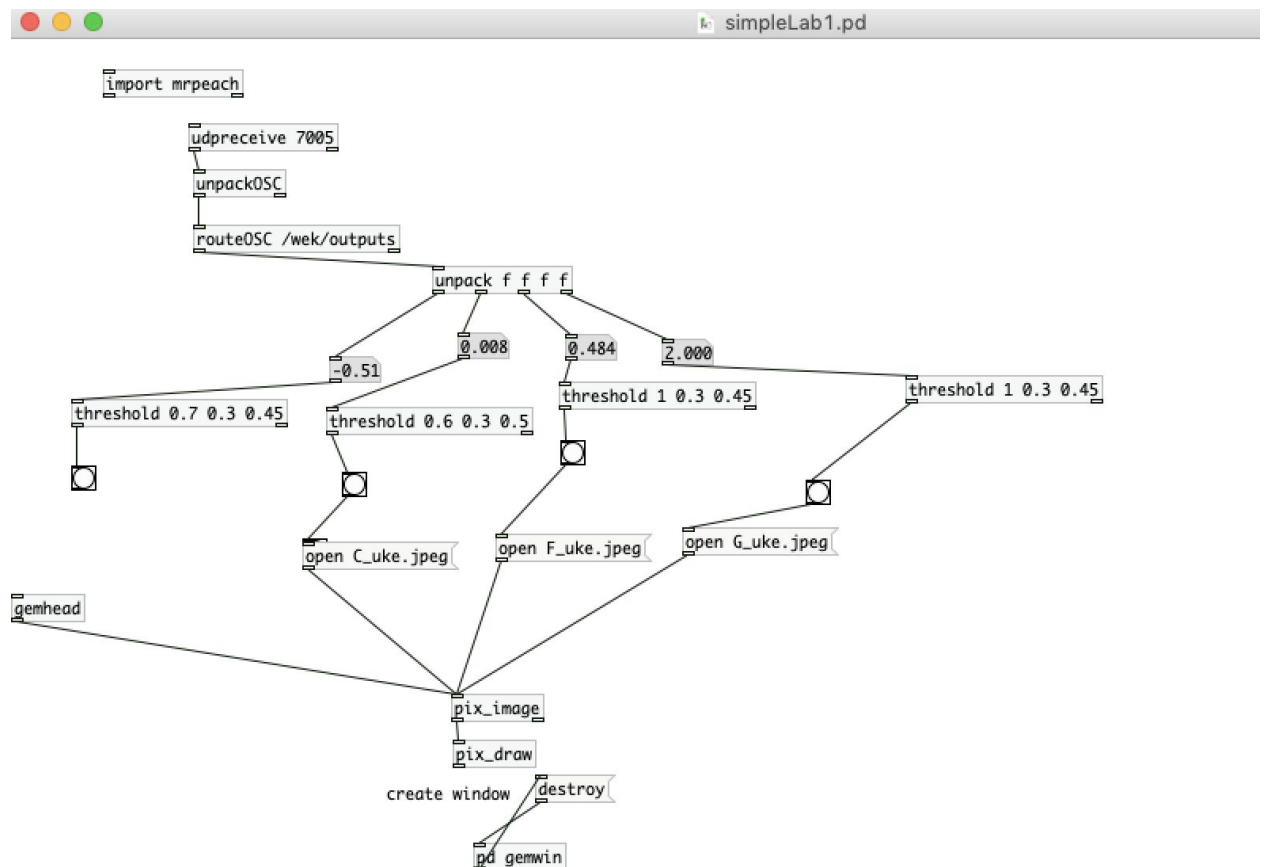 simpleLab1.pd
import mrpeach
udpreceive 7005
unpackOSC
routeOSC /wek/outputs
unpack f f f f
-0.51
0.008
0.484
2.000
threshold 0.7 0.3 0.45
threshold 0.6 0.3 0.5
threshold 1 0.3 0.45
threshold 1 0.3 0.45
open C_uke.jpeg
open F_uke.jpeg
open G_uke.jpeg
gemhead
pix_image
pix_draw
create window
destroy
pd gemwin